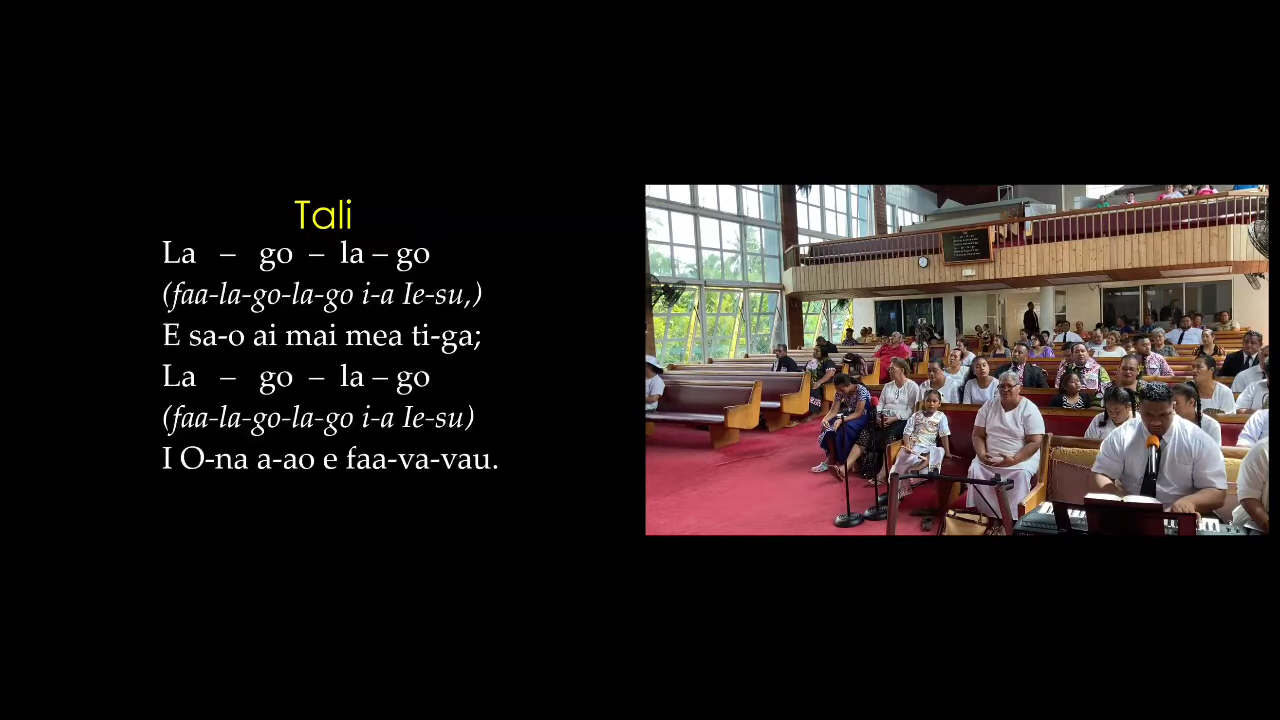 Tali
La – go – la – go
(faa-la-go-la-go i-a Ie-su,)
E sa-o ai mai mea ti-ga;
La – go – la – go
(faa-la-go-la-go i-a Ie-su)
I O-na a-ao e faa-va-vau.